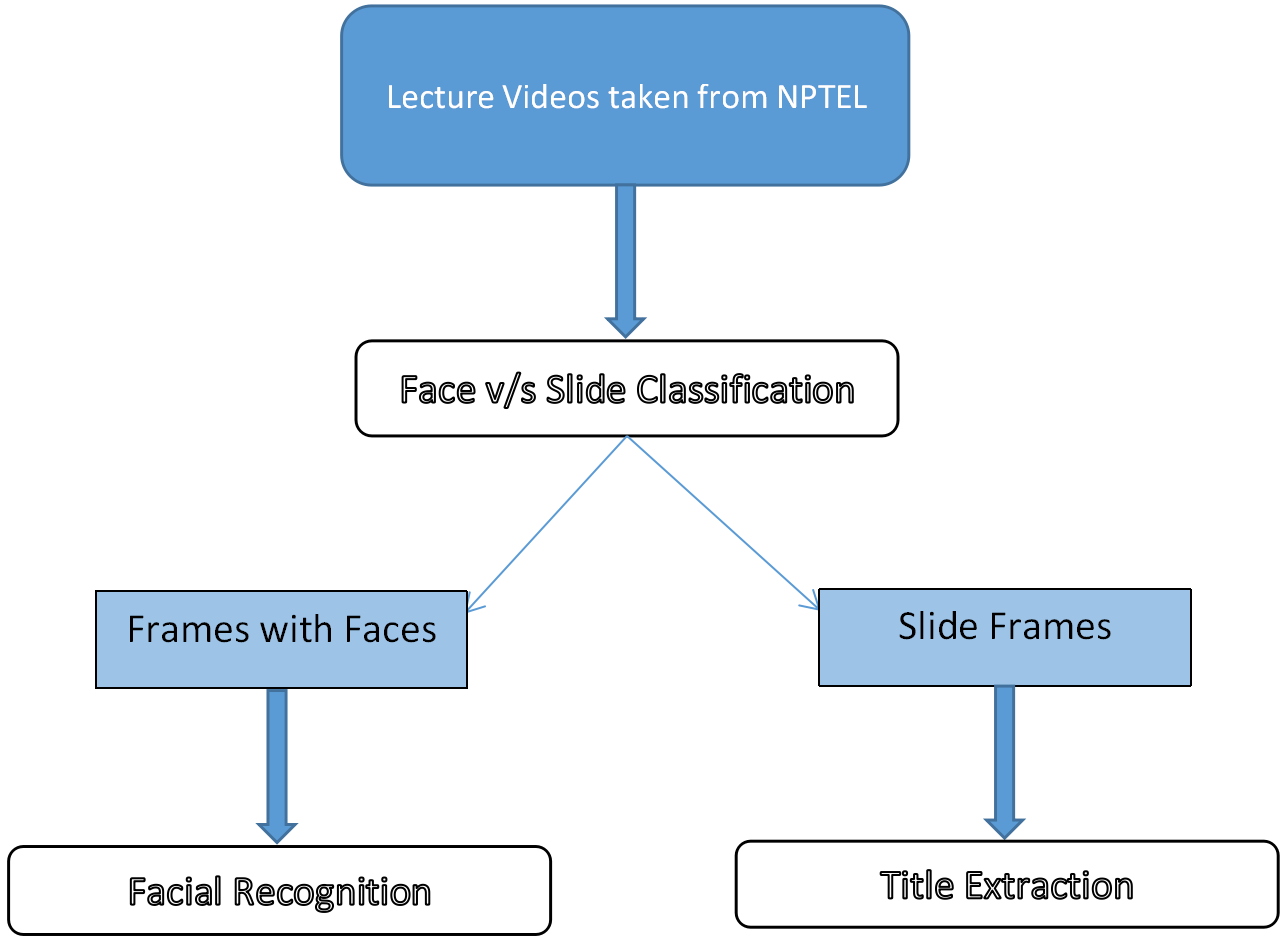 Lecture Videos taken from NPTEL
Face v/s Slide Classification
Frames with Faces
Slide Frames
Facial Recognition
Title Extraction